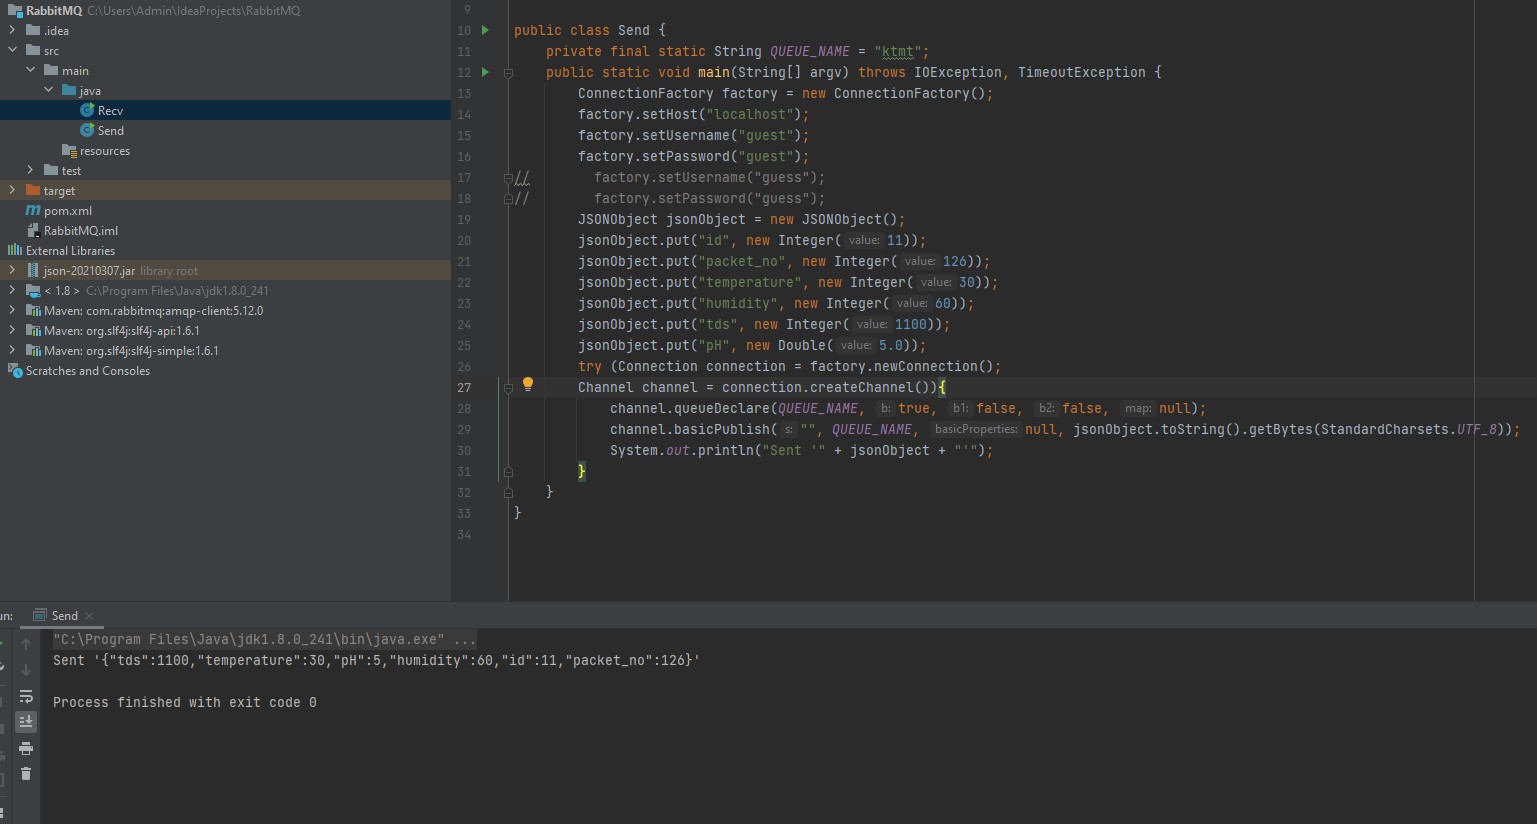 RabbitMQ C:\Users\Admin\IdeaProjects\RabbitMQ
.idea
src
main
java
Recv
Send
resources
test
target
pom.xml
RabbitMQ.iml
External Libraries
json-20210307.jar library root
< 1.8 > C:\Program Files\Java\jdk1.8.0_241
Maven: com.rabbitmq:amqp-client:5.12.0
Maven: org.slf4j:slf4j-api:1.6.1
Maven: org.slf4j:slf4j-simple:1.6.1
Scratches and Consoles
9
10 public class Send {
11 private final static String QUEUE_NAME = "ktmt";
12 public static void main(String[] argv) throws IOException, TimeoutException {
13 ConnectionFactory factory = new ConnectionFactory();
14 factory.setHost("localhost");
15 factory.setUsername("guest");
16 factory.setPassword("guest");
17 // factory.setUsername("guess");
18 // factory.setPassword("guess");
19 JSONObject jsonObject = new JSONObject();
20 jsonObject.put("id", new Integer( value: 11));
21 jsonObject.put("packet_no", new Integer( value: 126));
22 jsonObject.put("temperature", new Integer( value: 30));
23 jsonObject.put("humidity", new Integer( value: 60));
24 jsonObject.put("tds", new Integer( value: 1100));
25 jsonObject.put("pH", new Double( value: 5.0));
26 try (Connection connection = factory.newConnection();
27 Channel channel = connection.createChannel()){
28 channel.queueDeclare(QUEUE_NAME, b: true, b1: false, b2: false, map: null);
29 channel.basicPublish( s: "", QUEUE_NAME, basicProperties: null, jsonObject.toString().getBytes(StandardCharsets.UTF_8));
30 System.out.println("Sent '" + jsonObject + "'");
31 }
32 }
33 }
34
un: Send
"C:\Program Files\Java\jdk1.8.0_241\bin\java.exe" ...
Sent '{"tds":1100,"temperature":30,"pH":5,"humidity":60,"id":11,"packet_no":126}'
Process finished with exit code 0